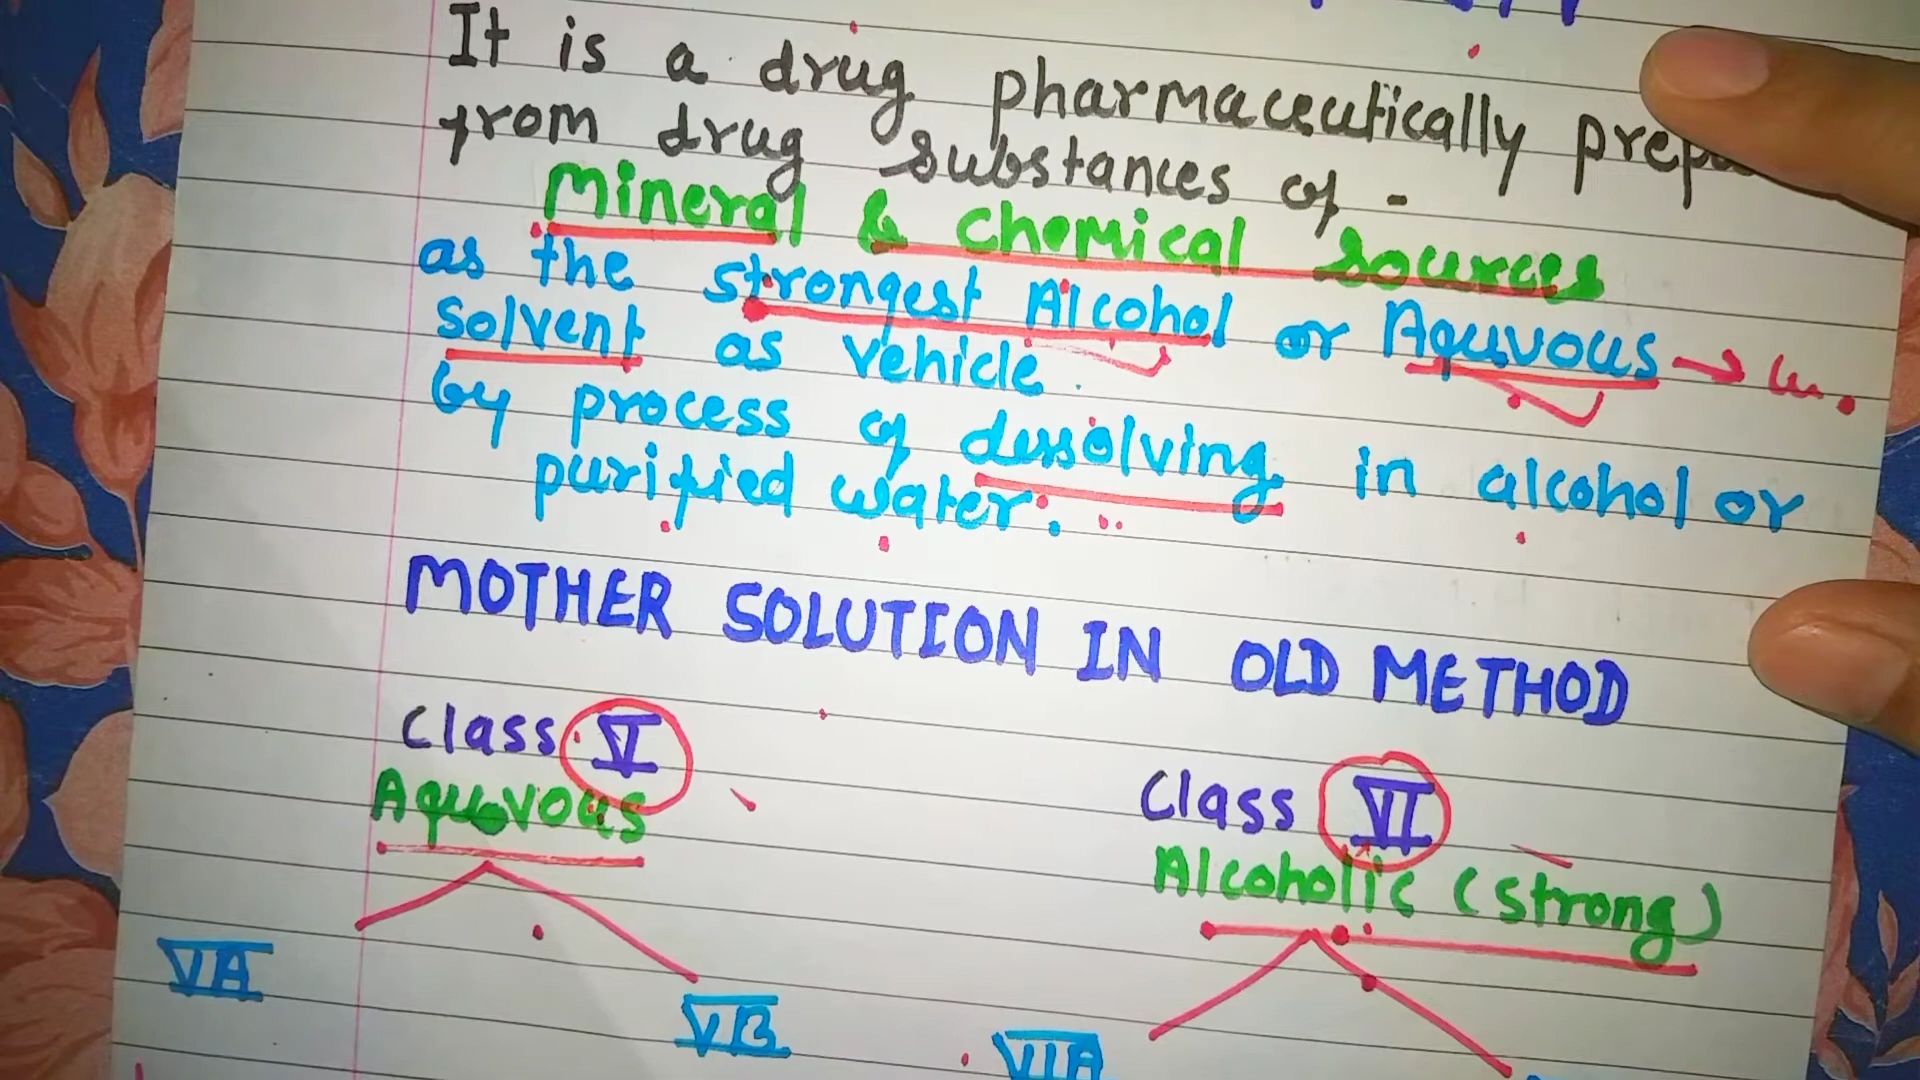 It is a drug pharmaceutically prep
from drug substances of -
Mineral & chemical sources
as the strongest Alcohol or Aquvous →
solvent as vehicle.
by process of dessolving in alcohol or
purified water.
MOTHER SOLUTION IN OLD METHOD
Class V
Aquovous
Class VI
Alcoholic (strong)
VA
VB
VIA